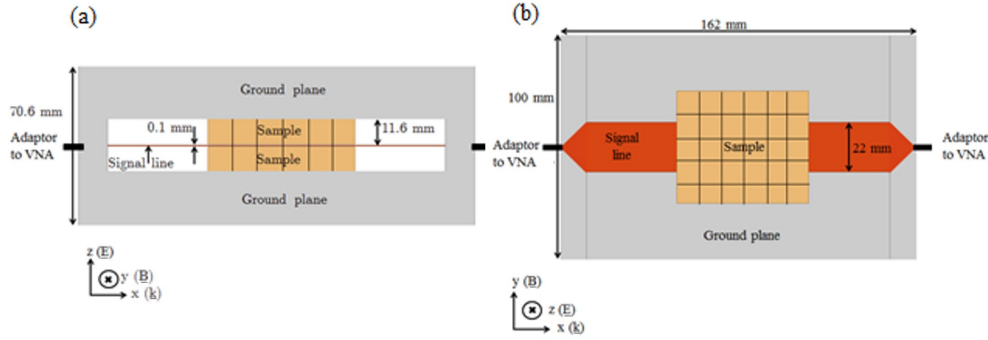 (a)
Ground plane
70.6 mm
0.1 mm
Sample
11.6 mm
Adaptor
to VNA
Signal line
Sample
Ground plane
z (E)
y (B)
x (k)
(b)
162 mm
100 mm
Adaptor
to VNA
Signal
line
Sample
22 mm
Adaptor
to VNA
Ground plane
y (B)
z (E)
x (k)